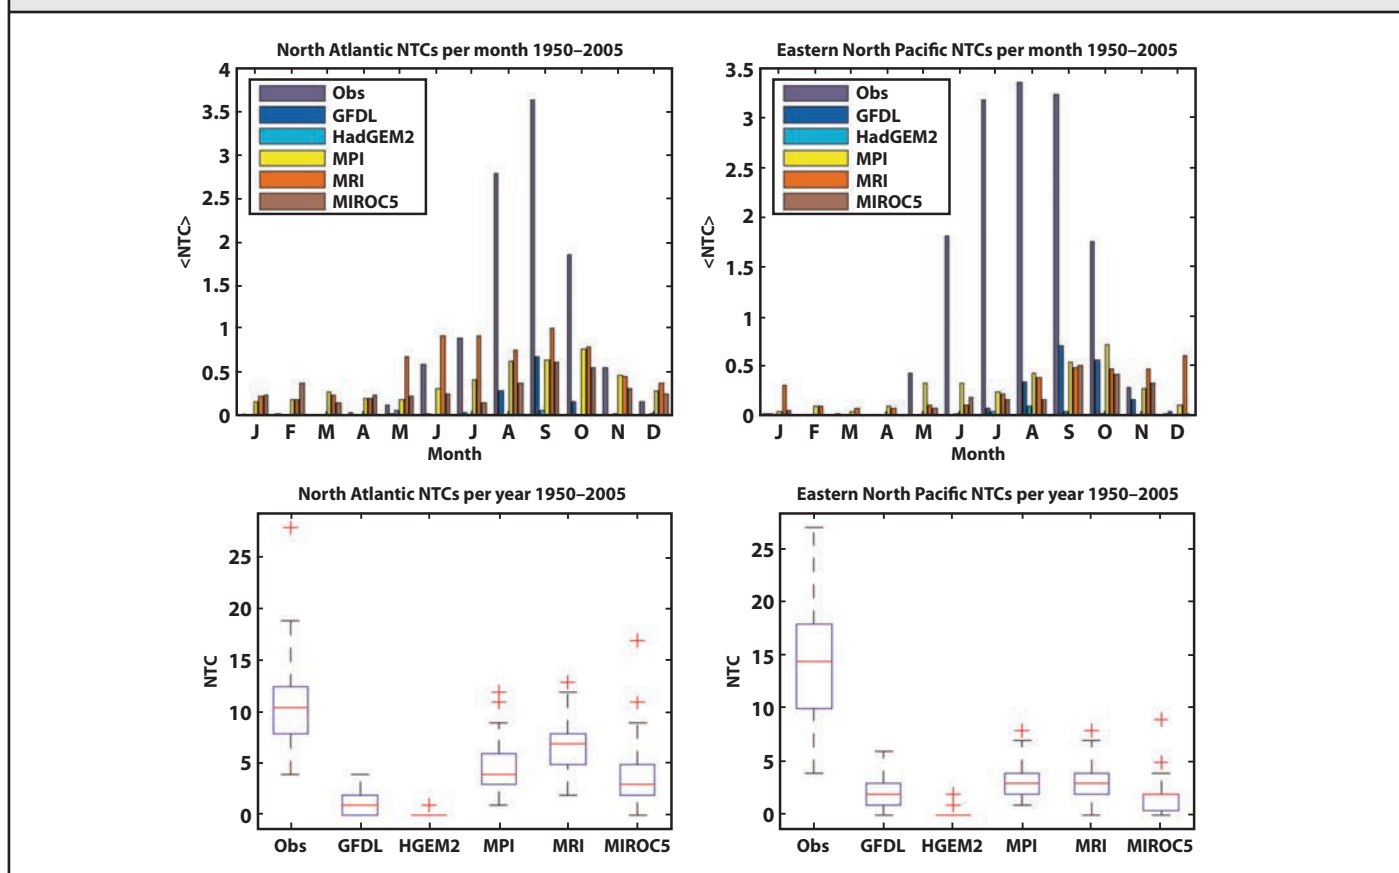 North Atlantic NTCs per month 1950–2005
4
3.5
3
2.5
2
1.5
1
0.5
0
<NTC>
Obs
GFDL
HadGEM2
MPI
MRI
MIROC5
J F M A M J J A S O N D
Month
Eastern North Pacific NTCs per month 1950–2005
3.5
3
2.5
2
1.5
1
0.5
0
<NTC>
Obs
GFDL
HadGEM2
MPI
MRI
MIROC5
J F M A M J J A S O N D
Month
North Atlantic NTCs per year 1950–2005
25
20
15
10
5
0
NTC
Obs GFDL HGEM2 MPI MRI MIROC5
Eastern North Pacific NTCs per year 1950–2005
25
20
15
10
5
0
NTC
Obs GFDL HGEM2 MPI MRI MIROC5